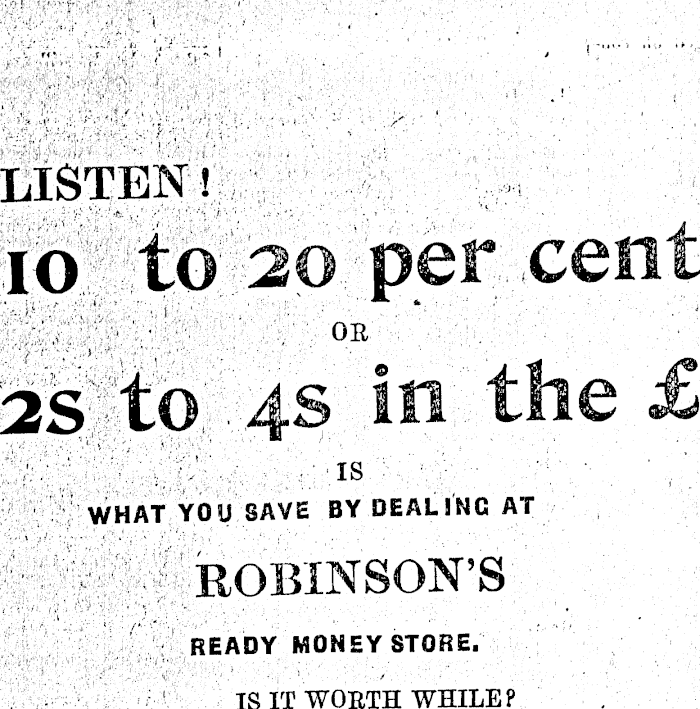 LISTEN!
10 to 20 per cent
OR
2s to 4s in the £
IS
WHAT YOU SAVE BY DEALING AT
ROBINSON'S
READY MONEY STORE.
IS IT WORTH WHILE?